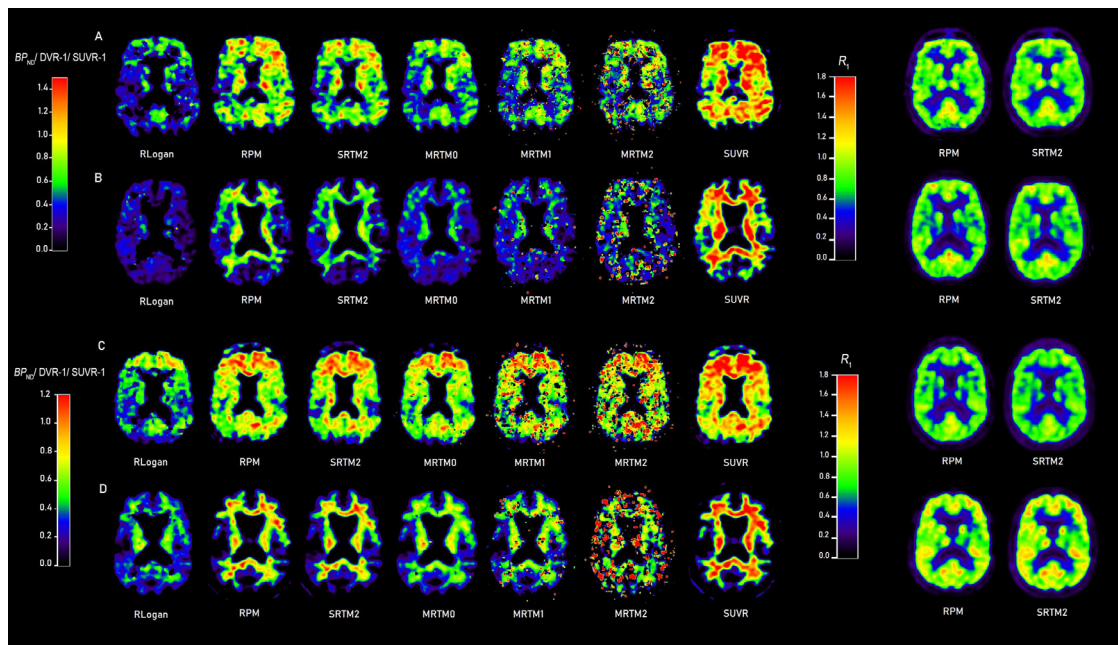 A
BP_ND/ DVR-1/ SUVR-1
1.4
1.2
1.0
0.8
0.6
0.4
0.2
0.0
RLogan
RPM
SRTM2
MRTM0
MRTM1
MRTM2
SUVR
R_1
1.8
1.6
1.4
1.2
1.0
0.8
0.6
0.4
0.2
0.0
RPM
SRTM2
B
RLogan
RPM
SRTM2
MRTM0
MRTM1
MRTM2
SUVR
RPM
SRTM2
C
BP_ND/ DVR-1/ SUVR-1
1.2
1.0
0.8
0.6
0.4
0.2
0.0
RLogan
RPM
SRTM2
MRTM0
MRTM1
MRTM2
SUVR
R_1
1.8
1.6
1.4
1.2
1.0
0.8
0.6
0.4
0.2
0.0
RPM
SRTM2
D
RLogan
RPM
SRTM2
MRTM0
MRTM1
MRTM2
SUVR
RPM
SRTM2